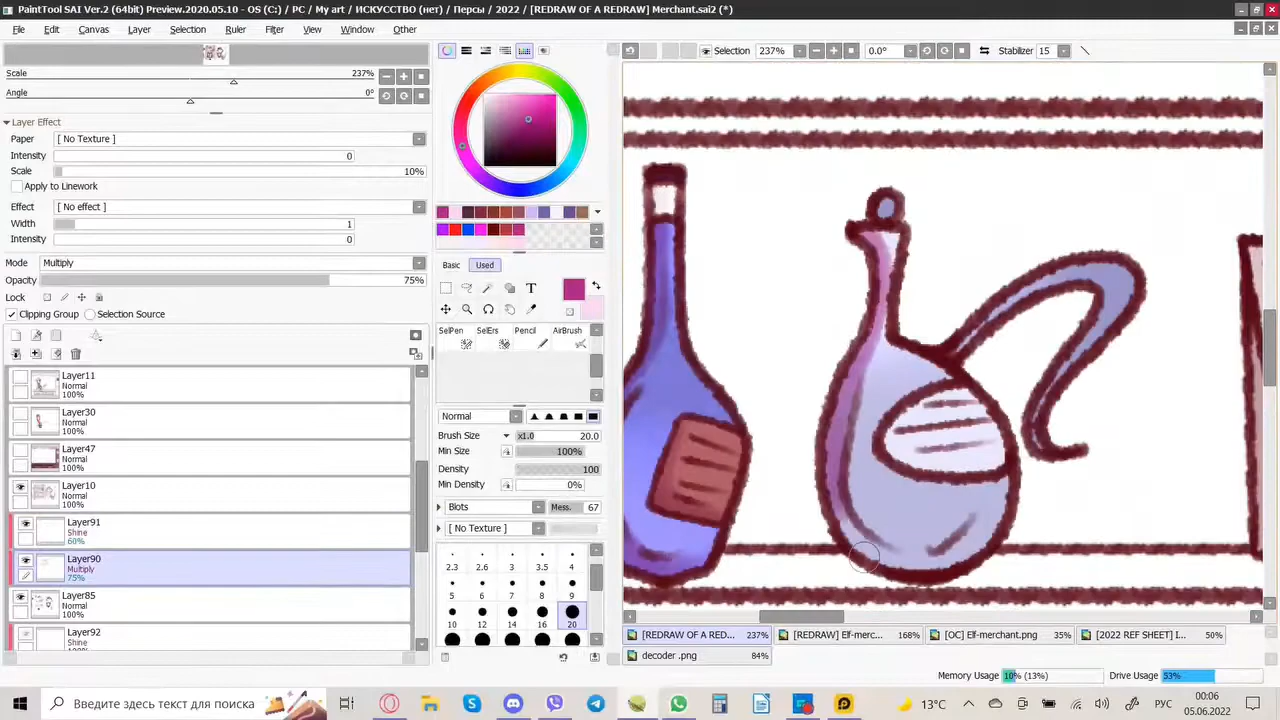 PaintTool SAI Ver.2 (64bit) Preview.2020.05.10 - OS (C:) / PC / My art / ИСКУССТВО (нет) / Персы / 2022 / [REDRAW OF A REDRAW] Merchant.sai2 (*)
File Edit Canvas Layer Selection Ruler Filter View Window Other
Selection 237% 0.0° Stabilizer 15
Scale 237%
Angle 0°
Layer Effect
Paper [ No Texture ]
Intensity 0
Scale 10%
Apply to Linework
Effect [ No effect ]
Width 1
Intensity 0
Mode Multiply
Opacity 75%
Lock
Clipping Group Selection Source
Layer11
Normal
100%
Layer30
Normal
100%
Layer47
Normal
100%
Layer10
Normal
100%
Layer91
Shine
60%
Layer90
Multiply
75%
Layer85
Normal
100%
Layer92
Shine
Basic Used
T
SelPen SelErs Pencil AirBrush
Normal
Brush Size x1.0 20.0
Min Size 100%
Density 100
Min Density 0%
Blots Mess. 67
[ No Texture ]
2.3 2.6 3 3.5 4
5 6 7 8 9
10 12 14 16 20
[REDRAW OF A RED... 237% [REDRAW] Elf-merc... 168% [OC] Elf-merchant.png 35% [2022 REF SHEET] I... 50%
decoder .png 84%
Memory Usage 10% (13%) Drive Usage 53%
Введите здесь текст для поиска
13°C РУС 00:06
05.06.2022